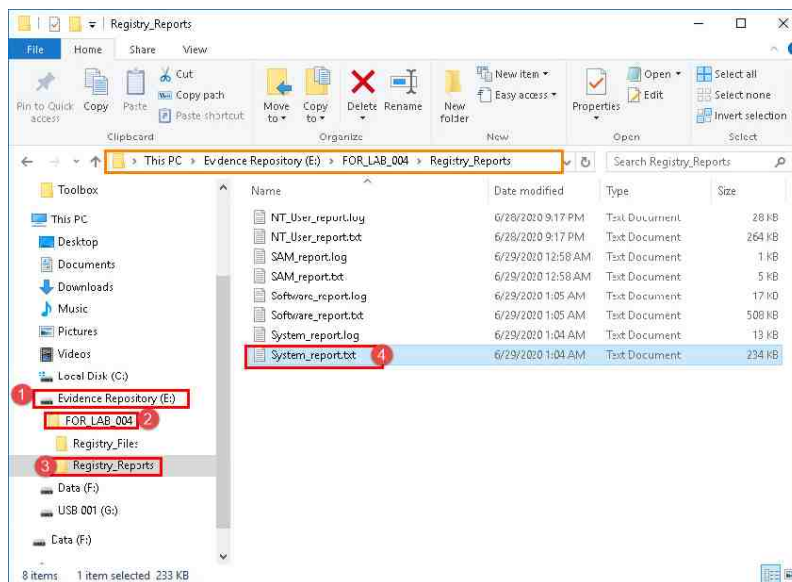 Registry_Reports
File Home Share View
Pin to Quick access
Copy
Paste
Cut
Copy path
Paste shortcut
Clipboard
Move to
Copy to
Delete
Rename
Organize
New folder
New item
Easy access
New
Properties
Open
Edit
Open
Select all
Select none
Invert selection
Select
This PC > Evidence Repository (E:) > FOR_LAB_004 > Registry_Reports
Search Registry_Reports
Toolbox
This PC
Desktop
Documents
Downloads
Music
Pictures
Videos
Local Disk (C:)
1 Evidence Repository (E:)
FOR_LAB_004 2
Registry_Files
3 Registry_Reports
Data (F:)
USB 001 (G:)
Data (F:)
Name Date modified Type Size
NT_User_report.log 6/28/2020 9:17 PM Text Document 28 KB
NT_User_report.txt 6/28/2020 9:17 PM Text Document 264 KB
SAM_report.log 6/29/2020 12:58 AM Text Document 1 KB
SAM_report.txt 6/29/2020 12:58 AM Text Document 5 KB
Software_report.log 6/29/2020 1:05 AM Text Document 17 KB
Software_report.txt 6/29/2020 1:05 AM Text Document 508 KB
System_report.log 6/29/2020 1:04 AM Text Document 13 KB
System_report.txt 4 6/29/2020 1:04 AM Text Document 234 KB
8 items 1 item selected 233 KB